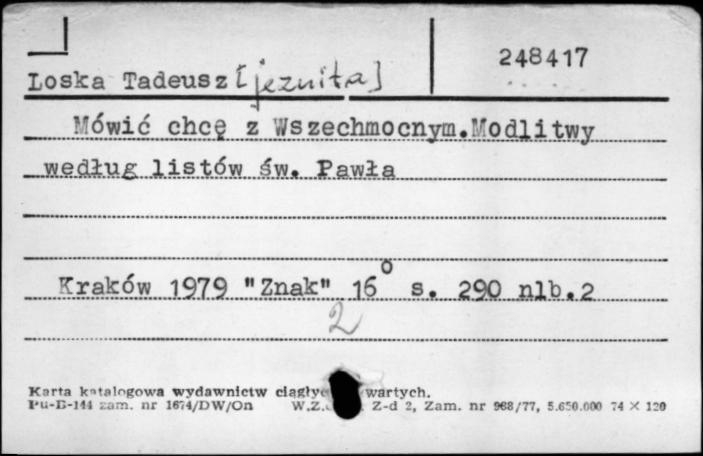 248417
Loska Tadeusz [jezuita]
Mówić chcę z Wszechmocnym.Modlitwy
według listów św. Pawła
Kraków 1979 "Znak" 16° s. 290 nlb.2
2
Karta katalogowa wydawnictw ciągły wartych.
Pu-B-144 zam. nr 1674/DW/On W.Z. Z-d 2, Zam. nr 968/77, 5.650.000 74 X 120